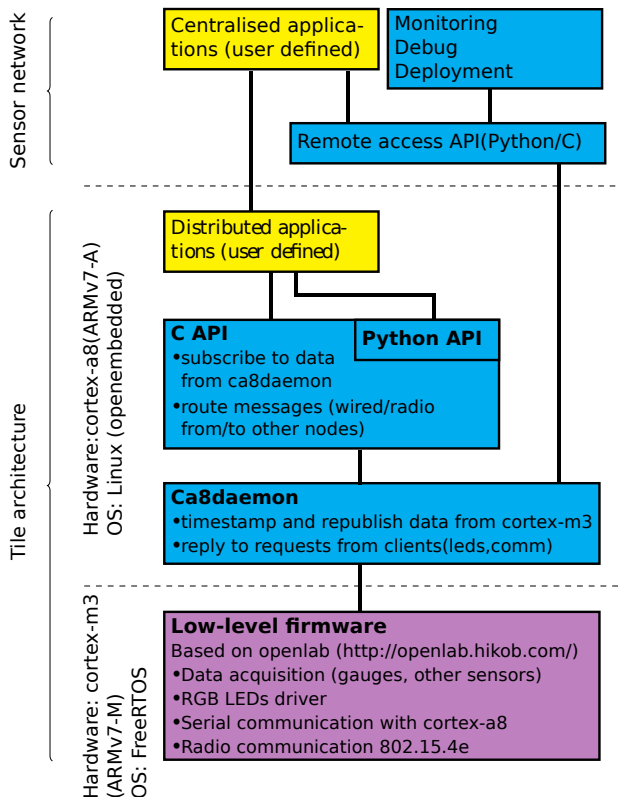 Sensor network
Centralised applic-
ations (user defined)
Monitoring
Debug
Deployment
Remote access API(Python/C)
Tile architecture
Hardware:cortex-a8(ARMv7-A)
OS: Linux (openembedded)
Distributed applica-
tions (user defined)
C API
Python API
•subscribe to data
from ca8daemon
•route messages (wired/radio
from/to other nodes)
Ca8daemon
•timestamp and republish data from cortex-m3
•reply to requests from clients(leds,comm)
Hardware: cortex-m3
(ARMv7-M)
OS: FreeRTOS
Low-level firmware
Based on openlab (http://openlab.hikob.com/)
•Data acquisition (gauges, other sensors)
•RGB LEDs driver
•Serial communication with cortex-a8
•Radio communication 802.15.4e